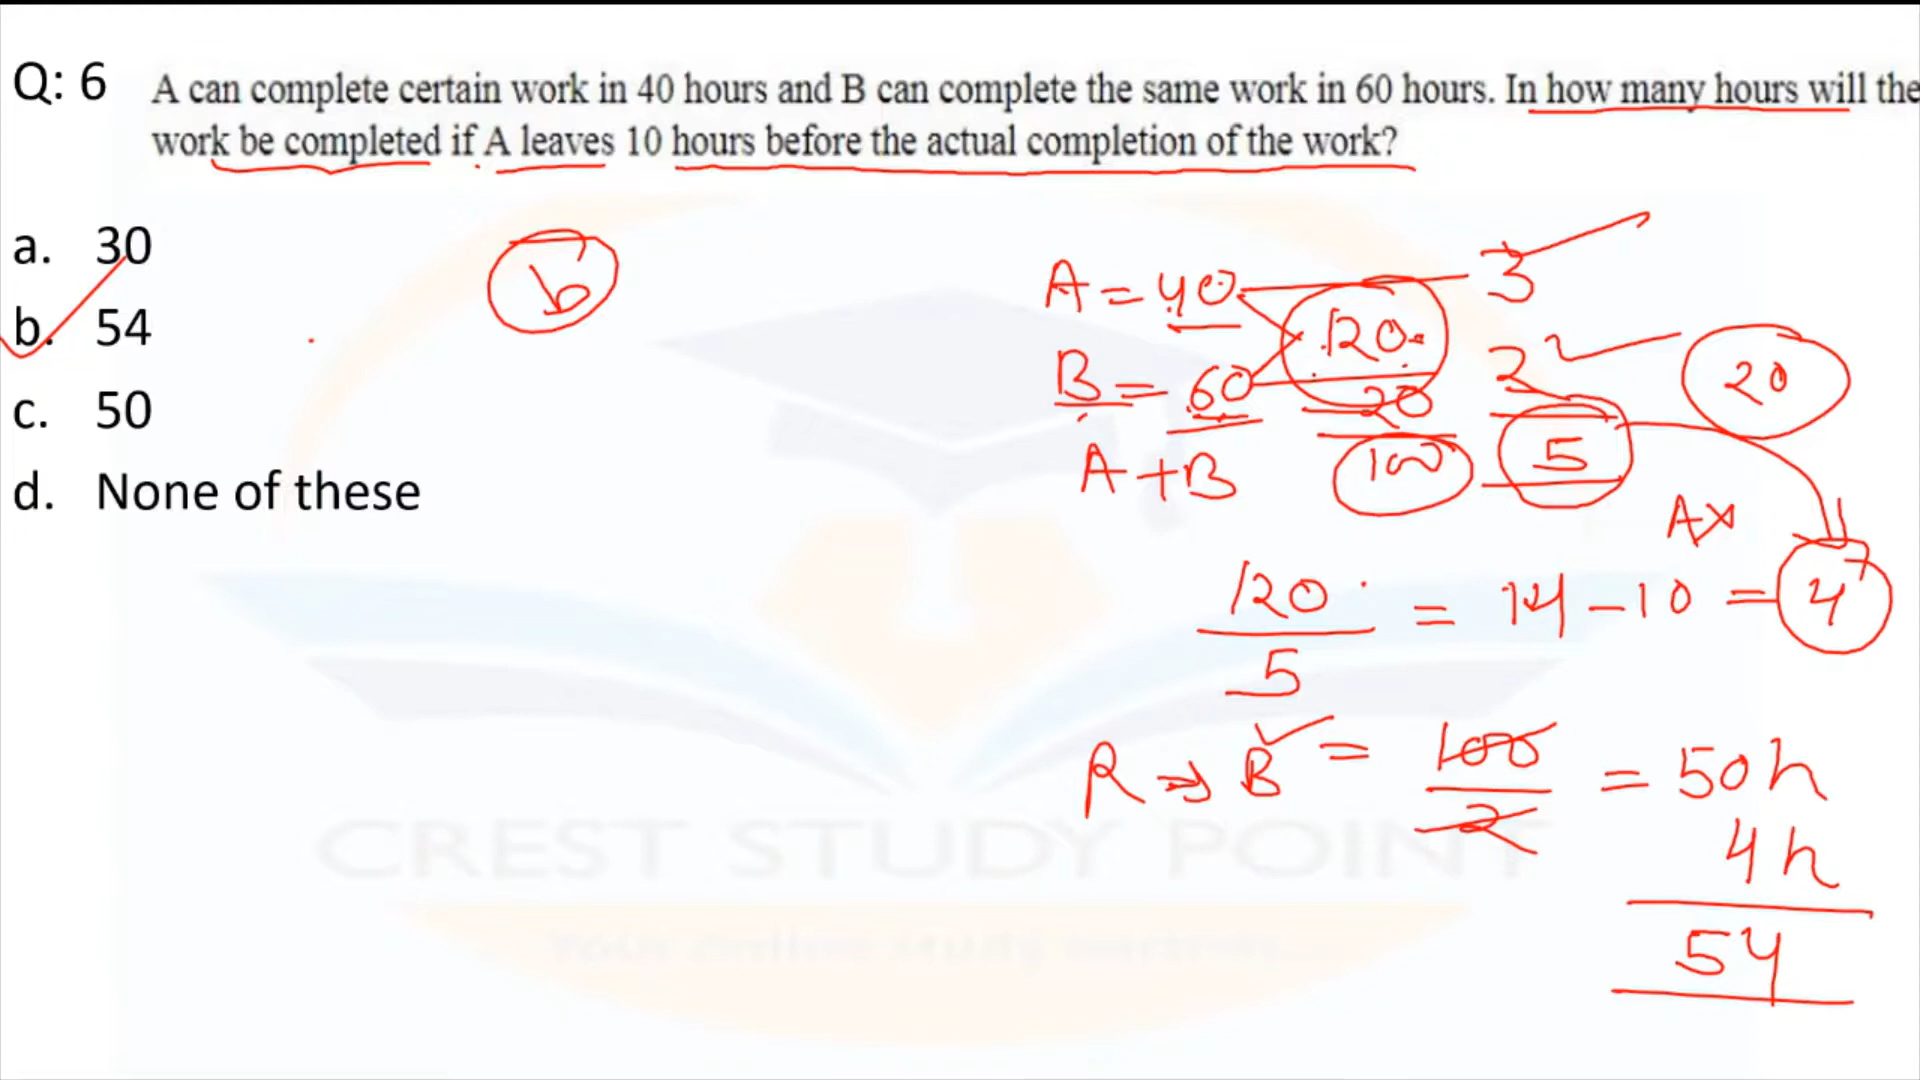 Q: 6 A can complete certain work in 40 hours and B can complete the same work in 60 hours. In how many hours will the
work be completed if A leaves 10 hours before the actual completion of the work?
a. 30
b. 54
c. 50
d. None of these
b
A = 40 120 3
B = 60 20 2 20
A + B 100 5
A×
120/5 = 14 - 10 = 4
R → B = 100/2 = 50h
4h
54
CREST STUDY POINT